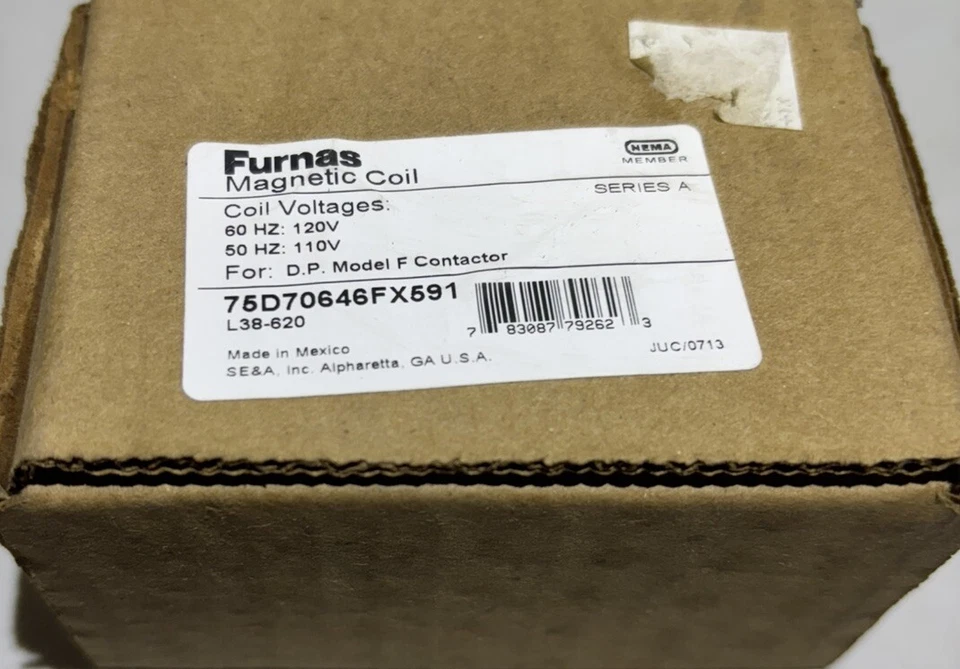 Furnas
Magnetic Coil
NEMA
MEMBER
SERIES A
Coil Voltages:
60 HZ: 120V
50 HZ: 110V
For: D.P. Model F Contactor
75D70646FX591
L38-620
7 83087 79262 3
Made in Mexico
SE&A, Inc. Alpharetta, GA U.S.A.
JUC/0713